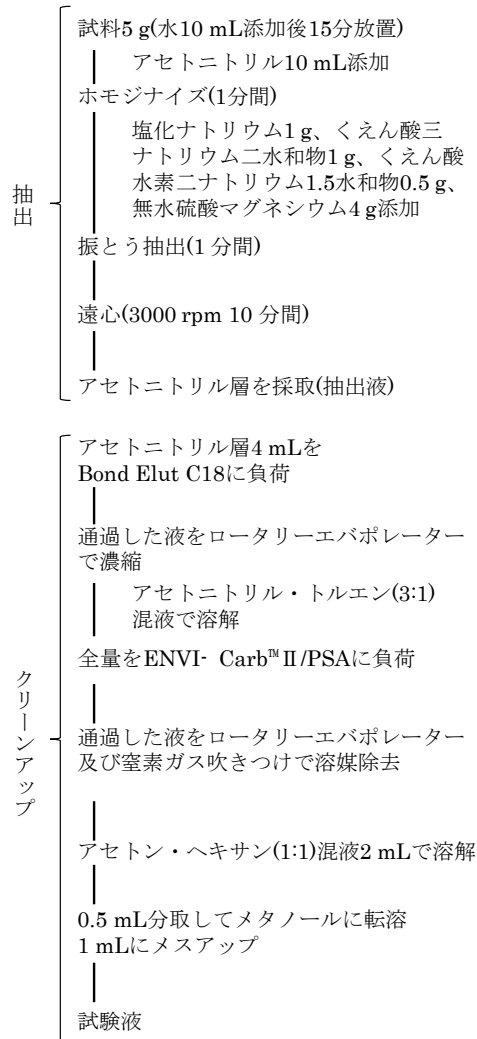 抽出
試料5 g(水10 mL添加後15分放置)
アセトニトリル10 mL添加
ホモジナイズ(1分間)
塩化ナトリウム1 g、くえん酸三
ナトリウム二水和物1 g、くえん酸
水素二ナトリウム1.5水和物0.5 g、
無水硫酸マグネシウム4 g添加
振とう抽出(1 分間)
遠心(3000 rpm 10 分間)
アセトニトリル層を採取(抽出液)
クリーンアップ
アセトニトリル層4 mLを
Bond Elut C18に負荷
通過した液をロータリーエバポレーター
で濃縮
アセトニトリル・トルエン(3:1)
混液で溶解
全量をENVI- Carb™Ⅱ/PSAに負荷
通過した液をロータリーエバポレーター
及び窒素ガス吹きつけで溶媒除去
アセトン・ヘキサン(1:1)混液2 mLで溶解
0.5 mL分取してメタノールに転溶
1 mLにメスアップ
試験液